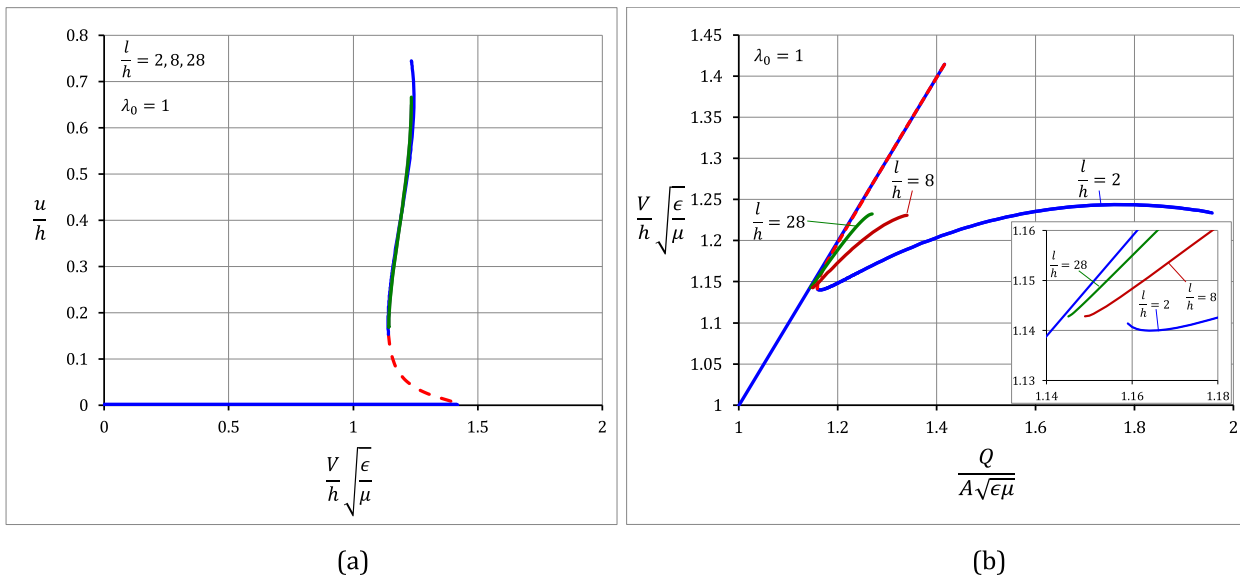 0.8
0.7
0.6
0.5
0.4
0.3
0.2
0.1
0
l/h = 2, 8, 28
λ₀ = 1
u/h
0 0.5 1 1.5 2
V/h √(ϵ/μ)
(a)
1.45
1.4
1.35
1.3
1.25
1.2
1.15
1.1
1.05
1
λ₀ = 1
V/h √(ϵ/μ)
l/h = 8
l/h = 2
l/h = 28
1.16
1.15
1.14
1.13
l/h = 28
l/h = 8
l/h = 2
1.14 1.16 1.18
1 1.2 1.4 1.6 1.8 2
Q/A√ϵμ
(b)